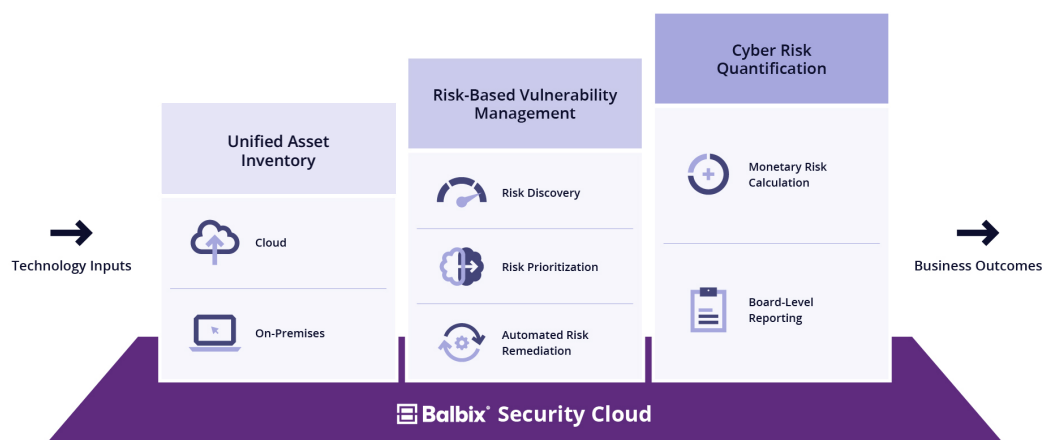 Technology Inputs
Unified Asset
Inventory
Cloud
On-Premises
Risk-Based Vulnerability
Management
Risk Discovery
Risk Prioritization
Automated Risk
Remediation
Cyber Risk
Quantification
Monetary Risk
Calculation
Board-Level
Reporting
Business Outcomes
Balbix Security Cloud